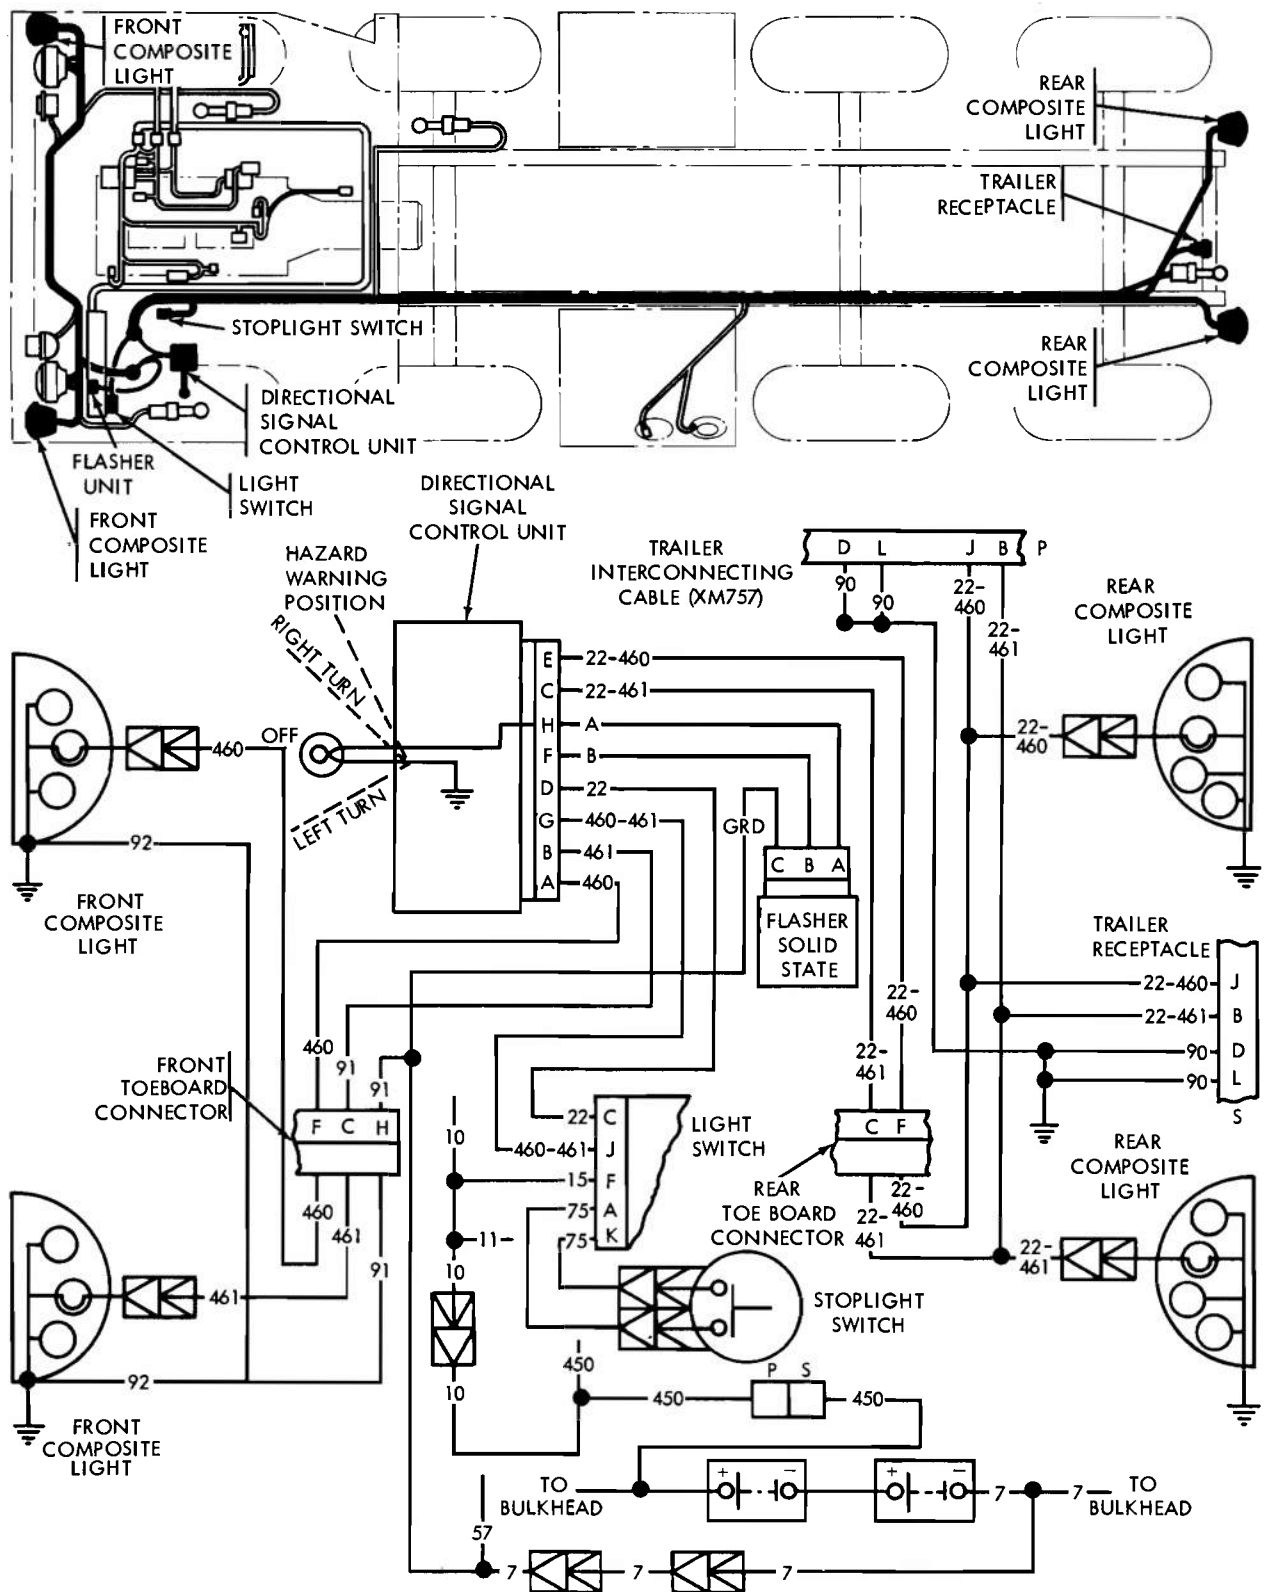 FRONT
COMPOSITE
LIGHT
REAR
COMPOSITE
LIGHT
TRAILER
RECEPTACLE
STOPLIGHT SWITCH
REAR
COMPOSITE
LIGHT
DIRECTIONAL
SIGNAL
CONTROL UNIT
FLASHER
UNIT
LIGHT
SWITCH
FRONT
COMPOSITE
LIGHT
DIRECTIONAL
SIGNAL
CONTROL UNIT
HAZARD
WARNING
POSITION
RIGHT TURN
OFF
LEFT TURN
TRAILER
INTERCONNECTING
CABLE (XM757)
D L J B P
90
90
22-
460
22-
461
REAR
COMPOSITE
LIGHT
E 22-460
C 22-461
H A
F B
D 22
G 460-461
B 461
A 460
460
22-
460
92
FRONT
COMPOSITE
LIGHT
GRD
C B A
FLASHER
SOLID
STATE
TRAILER
RECEPTACLE
22-460 J
22-461 B
90 D
90 L
S
22-
460
22-
461
460
91
91
FRONT
TOEBOARD
CONNECTOR
F C H
460
461
91
10
22 C
460-461 J
15 F
75 A
75 K
LIGHT
SWITCH
11
10
10
C F
REAR
TOE BOARD
CONNECTOR
22-
460
22-
461
REAR
COMPOSITE
LIGHT
22-
461
461
STOPLIGHT
SWITCH
92
FRONT
COMPOSITE
LIGHT
450
P S
450
450
TO
BULKHEAD
+ −
+ −
7
7
TO
BULKHEAD
57
7
7
7